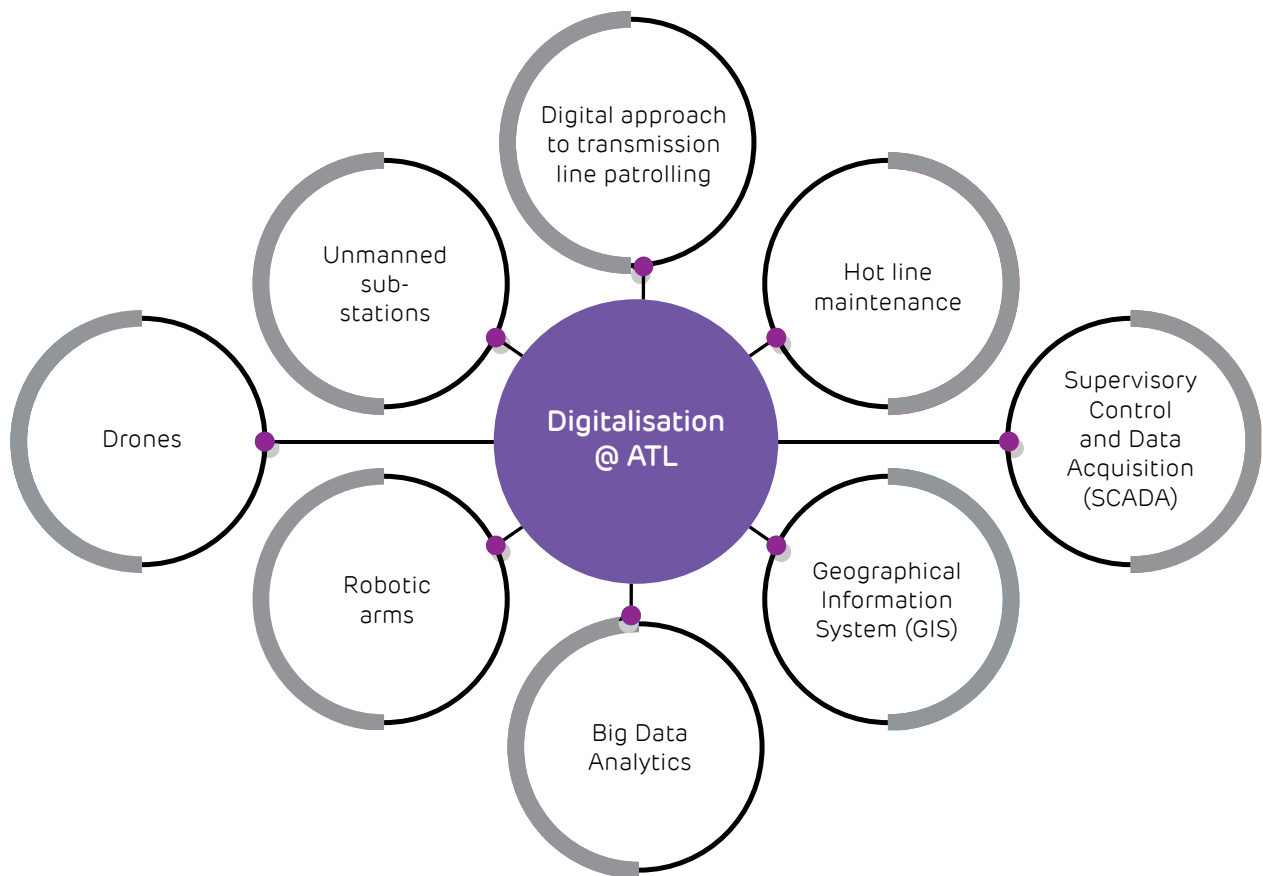 Digital approach
to transmission
line patrolling
Unmanned
sub-
stations
Hot line
maintenance
Drones
Digitalisation
@ ATL
Supervisory
Control
and Data
Acquisition
(SCADA)
Robotic
arms
Geographical
Information
System (GIS)
Big Data
Analytics